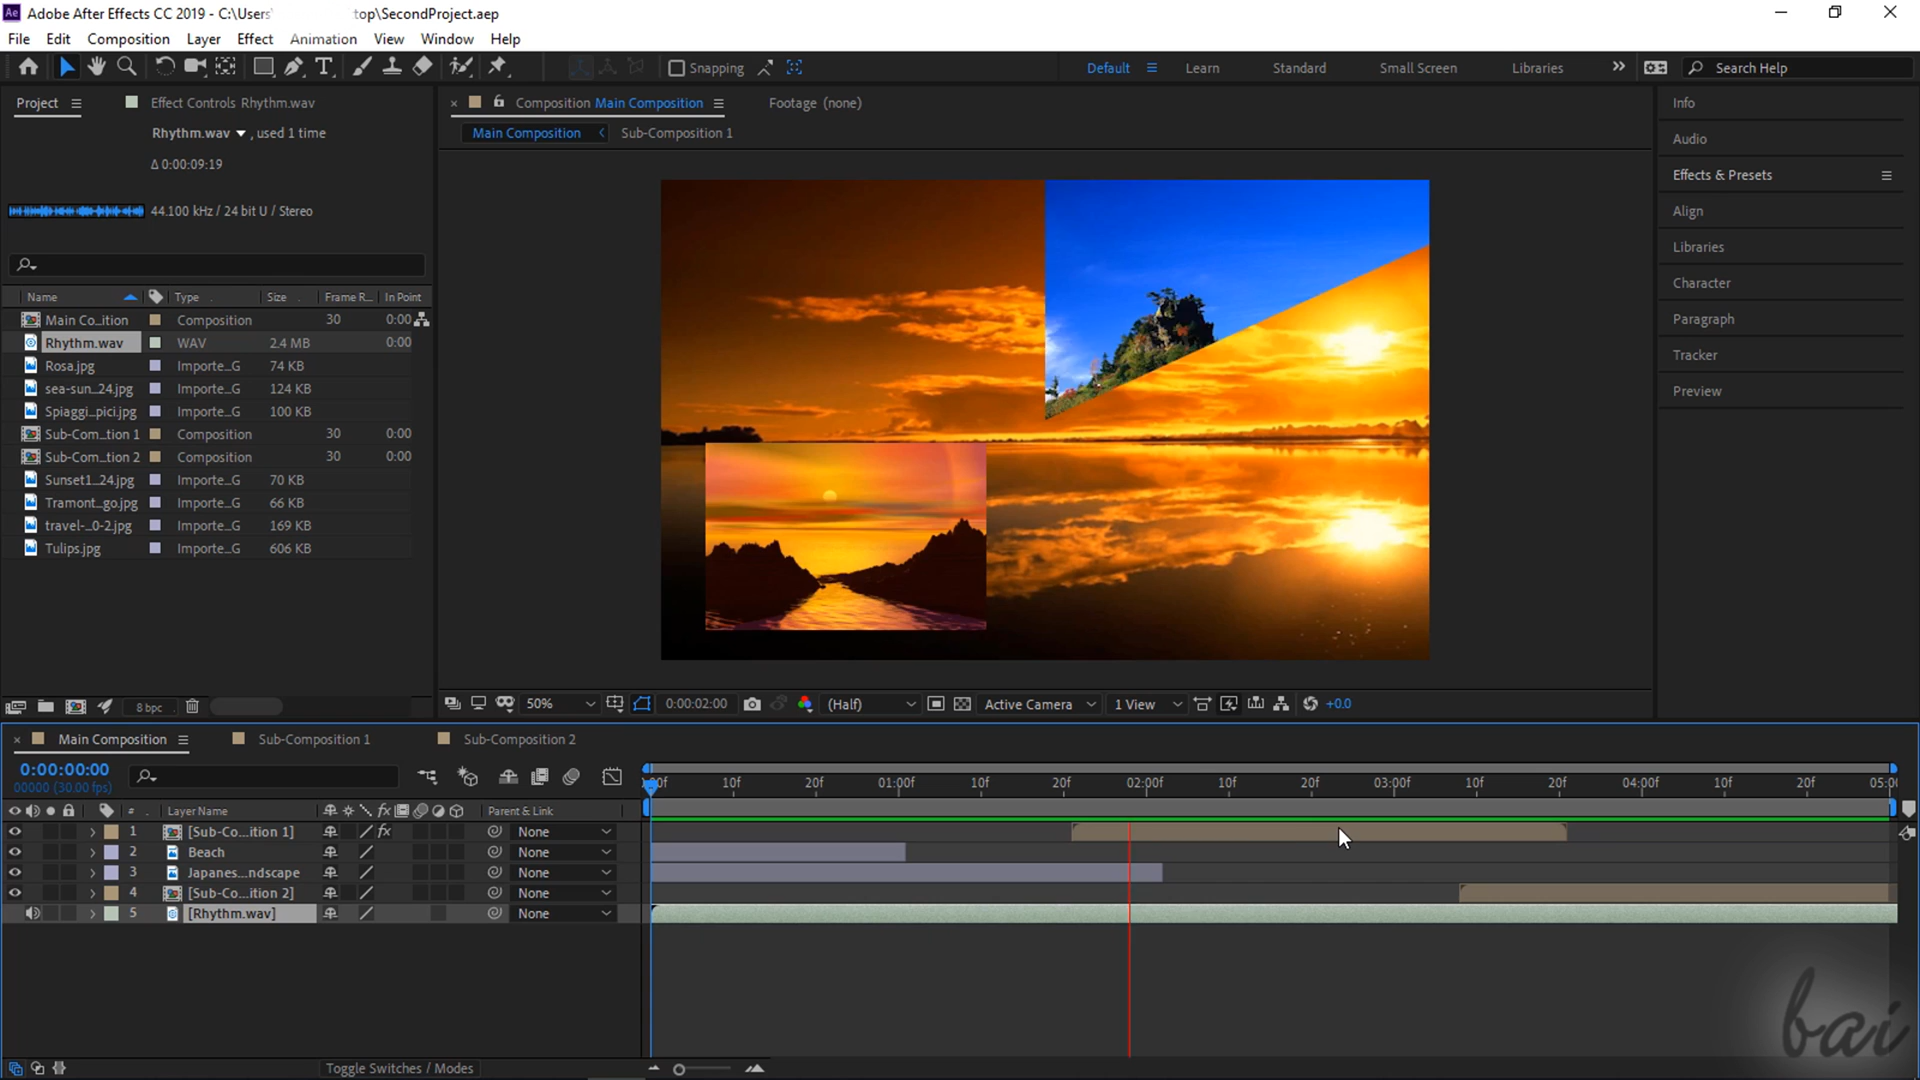 Adobe After Effects CC 2019 - C:\Users\ top\SecondProject.aep
File Edit Composition Layer Effect Animation View Window Help
Snapping Default Learn Standard Small Screen Libraries Search Help
Project Effect Controls Rhythm.wav
Rhythm.wav , used 1 time
Δ 0:00:09:19
44.100 kHz / 24 bit U / Stereo
Name Type Size Frame R... In Point
Main Co...ition Composition 30 0:00
Rhythm.wav WAV 2.4 MB 0:00
Rosa.jpg Importe...G 74 KB
sea-sun...24.jpg Importe...G 124 KB
Spiaggi...pici.jpg Importe...G 100 KB
Sub-Com...tion 1 Composition 30 0:00
Sub-Com...tion 2 Composition 30 0:00
Sunset1...24.jpg Importe...G 70 KB
Tramont...go.jpg Importe...G 66 KB
travel-...0-2.jpg Importe...G 169 KB
Tulips.jpg Importe...G 606 KB
8 bpc
Composition Main Composition Footage (none)
Main Composition Sub-Composition 1
50% 0:00:02:00 (Half) Active Camera 1 View +0.0
Info
Audio
Effects & Presets
Align
Libraries
Character
Paragraph
Tracker
Preview
Main Composition Sub-Composition 1 Sub-Composition 2
0:00:00:00
00000 (30.00 fps)
:00f 10f 20f 01:00f 10f 20f 02:00f 10f 20f 03:00f 10f 20f 04:00f 10f 20f 05:00
# Layer Name fx Parent & Link
1 [Sub-Co...ition 1] fx None
2 Beach None
3 Japanes...ndscape None
4 [Sub-Co...ition 2] None
5 [Rhythm.wav] None
Toggle Switches / Modes
bai